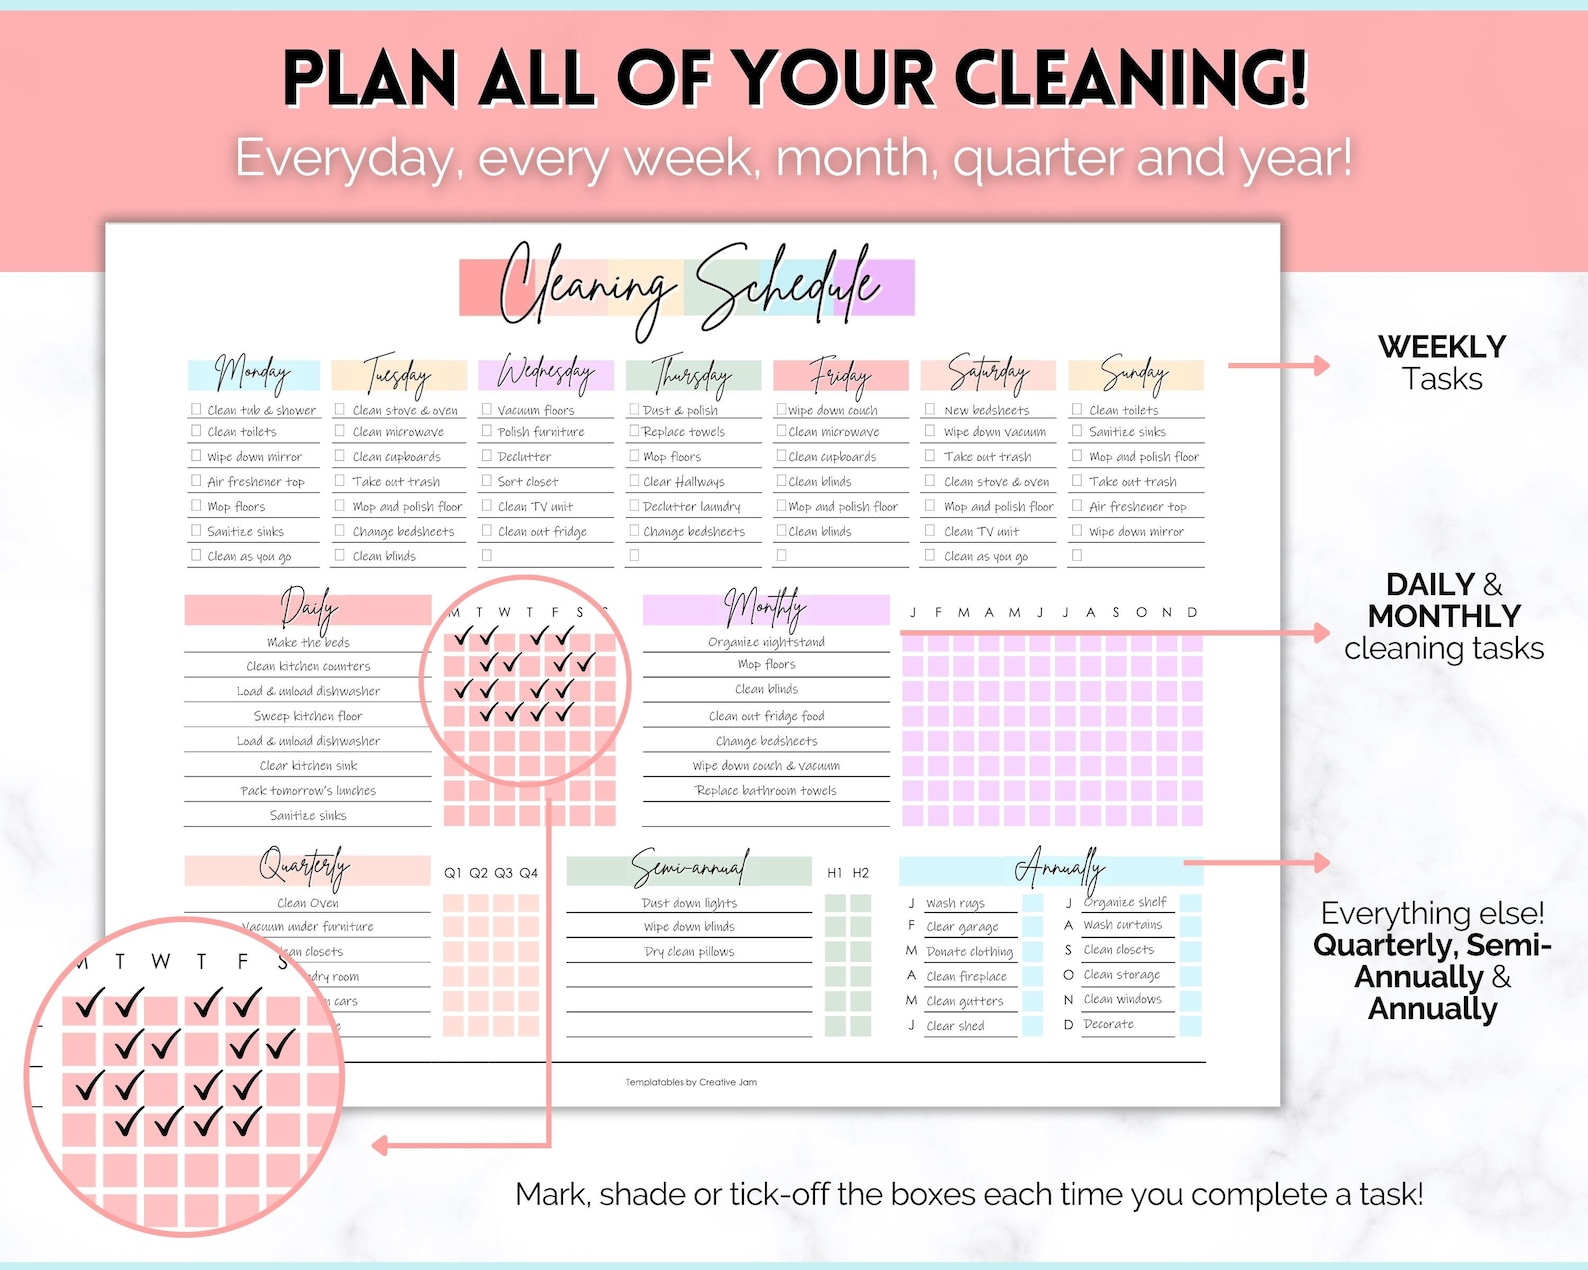 PLAN ALL OF YOUR CLEANING!
Everyday, every week, month, quarter and year!
Cleaning Schedule
Monday
Clean tub & shower
Clean toilets
Wipe down mirror
Air freshener top
Mop floors
Sanitize sinks
Clean as you go
Tuesday
Clean stove & oven
Clean microwave
Clean cupboards
Take out trash
Mop and polish floor
Change bedsheets
Clean blinds
Wednesday
Vacuum floors
Polish furniture
Declutter
Sort closet
Clean TV unit
Clean out fridge
Thursday
Dust & polish
Replace towels
Mop floors
Clear Hallways
Declutter laundry
Change bedsheets
Friday
Wipe down couch
Clean microwave
Clean cupboards
Clean blinds
Mop and polish floor
Clean blinds
Saturday
New bedsheets
Wipe down vacuum
Take out trash
Clean stove & oven
Mop and polish floor
Clean TV unit
Clean as you go
Sunday
Clean toilets
Sanitize sinks
Mop and polish floor
Take out trash
Air freshener top
Wipe down mirror
WEEKLY
Tasks
Daily
M T W T F S S
Make the beds
Clean kitchen counters
Load & unload dishwasher
Sweep kitchen floor
Load & unload dishwasher
Clear kitchen sink
Pack tomorrow's lunches
Sanitize sinks
Monthly
J F M A M J J A S O N D
Organize nightstand
Mop floors
Clean blinds
Clean out fridge food
Change bedsheets
Wipe down couch & vacuum
Replace bathroom towels
DAILY &
MONTHLY
cleaning tasks
Quarterly
Q1 Q2 Q3 Q4
Clean Oven
Vacuum under furniture
closets
room
cars
Semi-annual
H1 H2
Dust down lights
Wipe down blinds
Dry clean pillows
Annually
J Wash rugs
F Clear garage
M Donate clothing
A Clean fireplace
M Clean gutters
J Clear shed
J Organize shelf
A Wash curtains
S Clean closets
O Clean storage
N Clean windows
D Decorate
Everything else!
Quarterly, Semi-
Annually &
Annually
M T W T F S
Templatables by Creative Jam
Mark, shade or tick-off the boxes each time you complete a task!